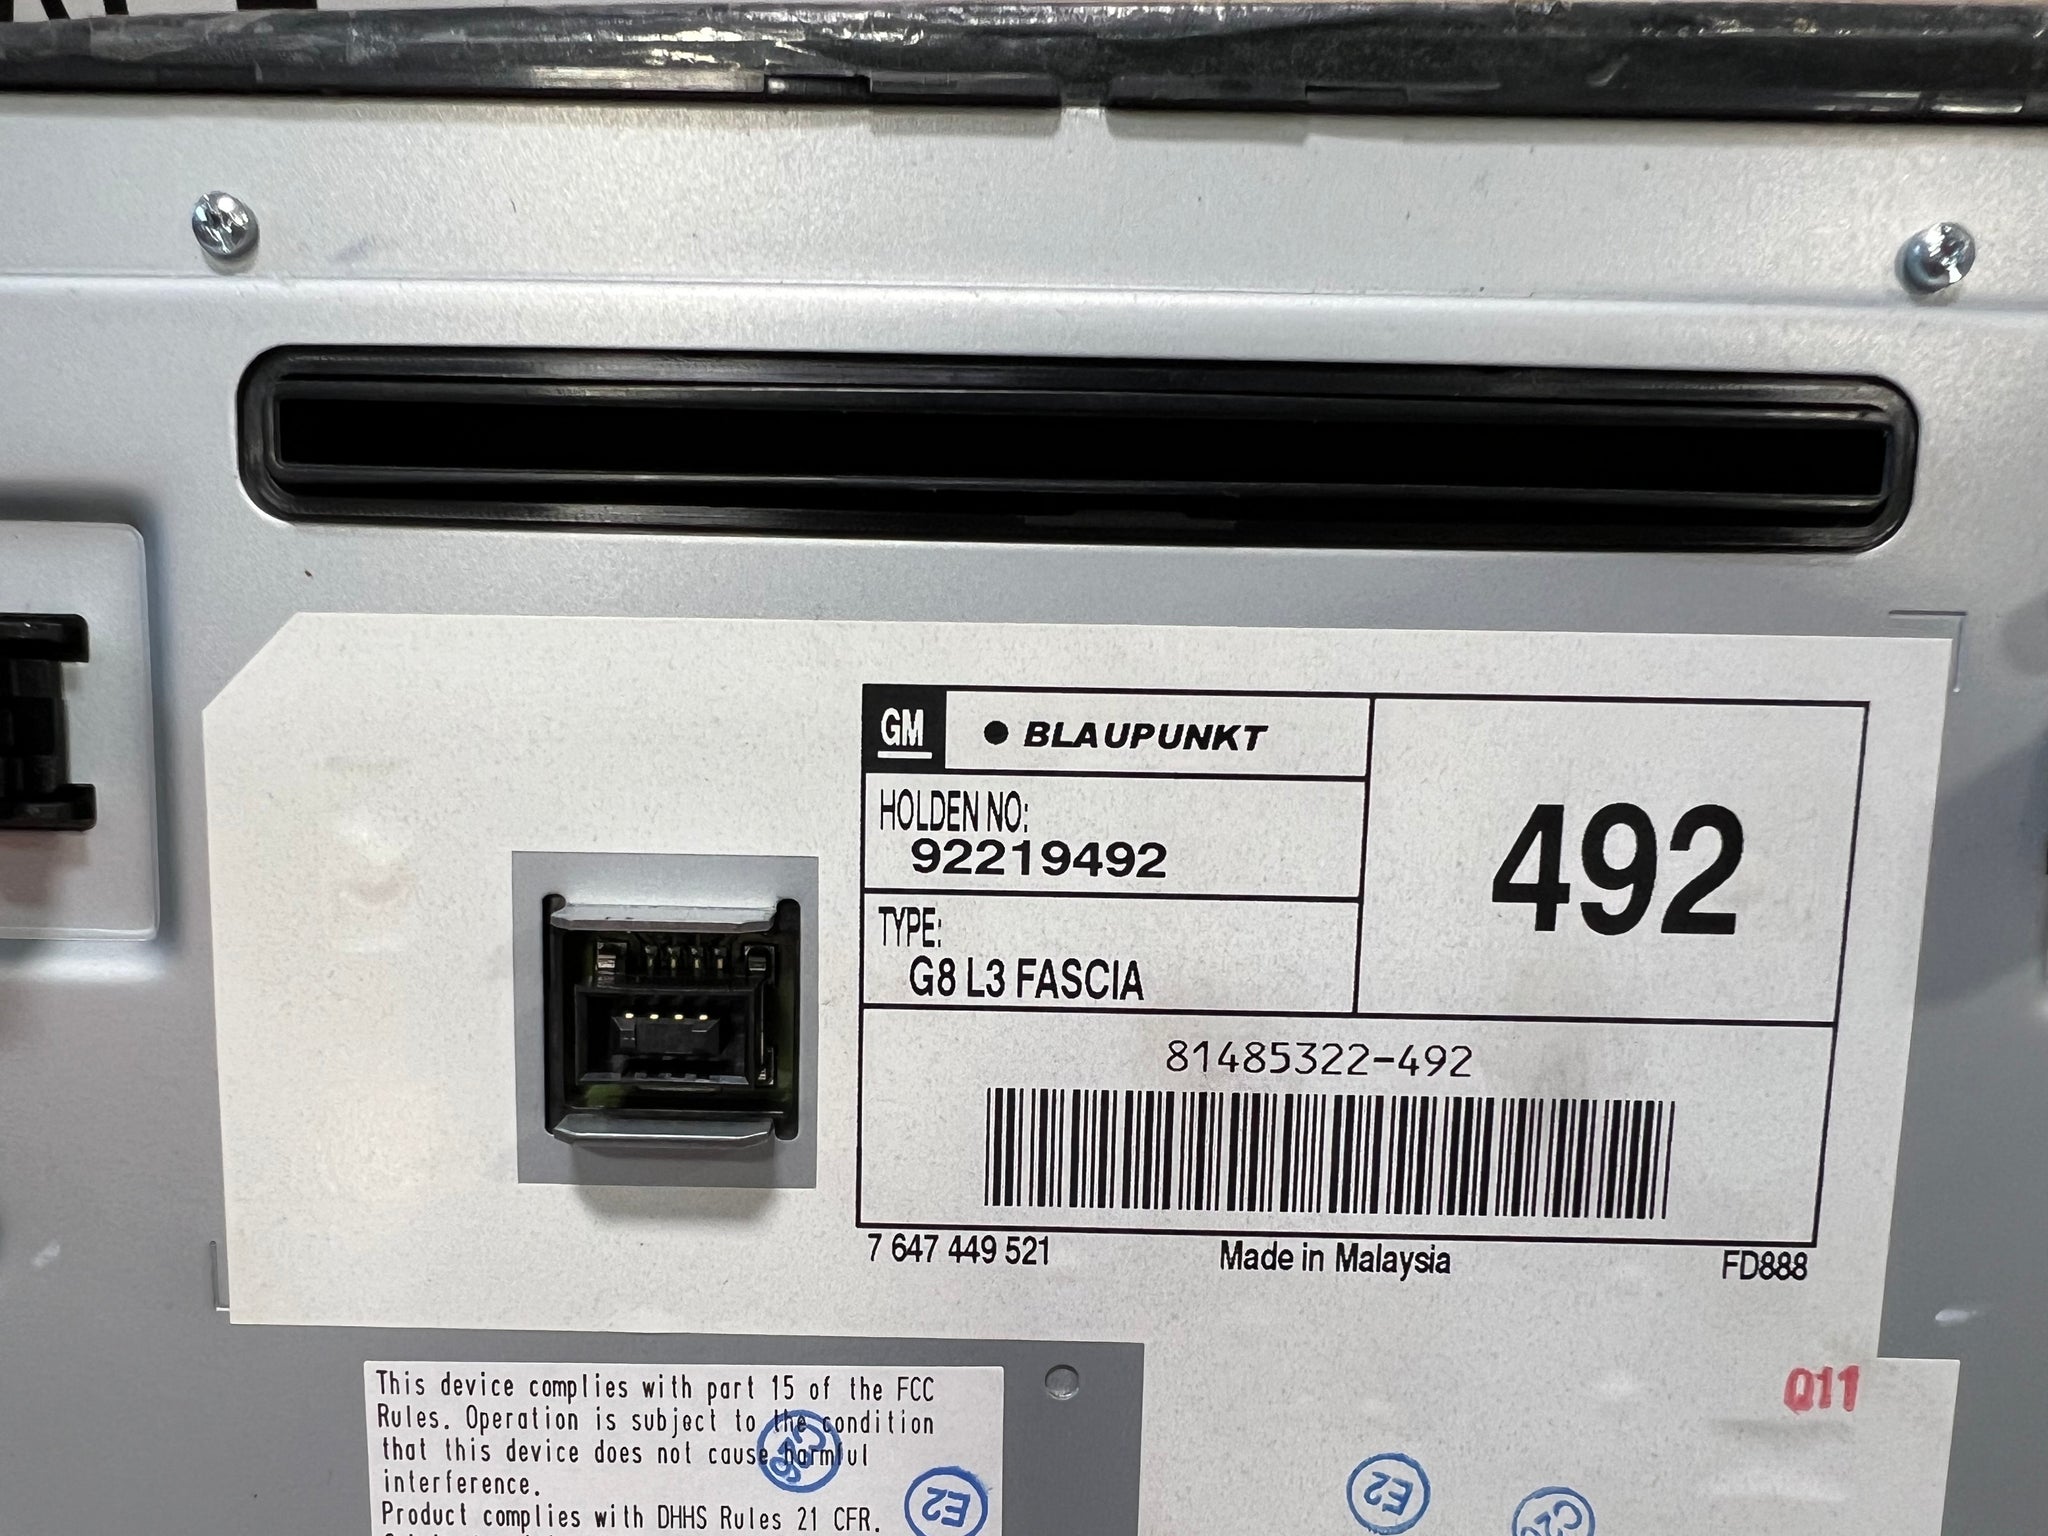 GM
BLAUPUNKT
HOLDEN NO:
92219492
TYPE:
G8 L3 FASCIA
492
81485322-492
7 647 449 521
Made in Malaysia
FD888
Q11
This device complies with part 15 of the FCC
Rules. Operation is subject to the condition
that this device does not cause harmful
interference.
Product complies with DHHS Rules 21 CFR.
E2
E2